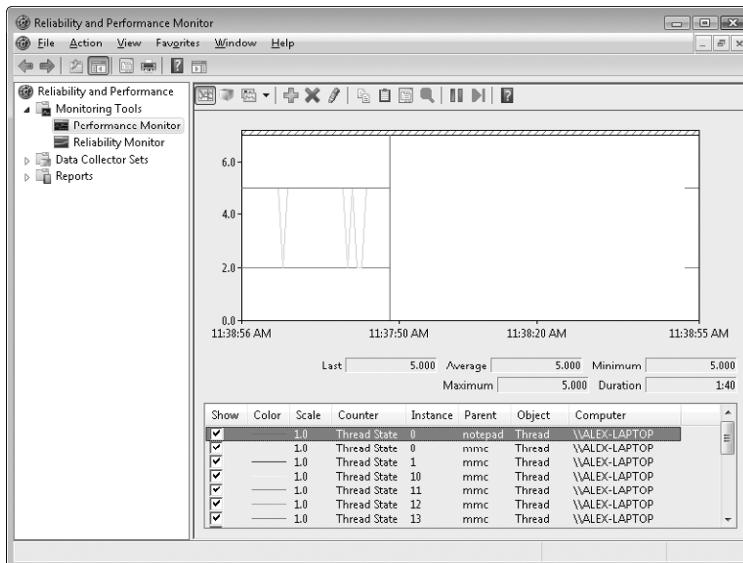 Reliability and Performance Monitor
File Action View Favorites Window Help
Reliability and Performance
Monitoring Tools
Performance Monitor
Reliability Monitor
Data Collector Sets
Reports
6.0
4.0
2.0
0.0
11:38:56 AM 11:37:50 AM 11:38:20 AM 11:38:55 AM
Last 5.000 Average 5.000 Minimum 5.000
Maximum 5.000 Duration 1:40
Show Color Scale Counter Instance Parent Object Computer
1.0 Thread State 0 notepad Thread \\ALEX-LAPTOP
1.0 Thread State 0 mmc Thread \\ALEX-LAPTOP
1.0 Thread State 1 mmc Thread \\ALEX-LAPTOP
1.0 Thread State 10 mmc Thread \\ALEX-LAPTOP
1.0 Thread State 11 mmc Thread \\ALEX-LAPTOP
1.0 Thread State 12 mmc Thread \\ALEX-LAPTOP
1.0 Thread State 13 mmc Thread \\ALEX-LAPTOP